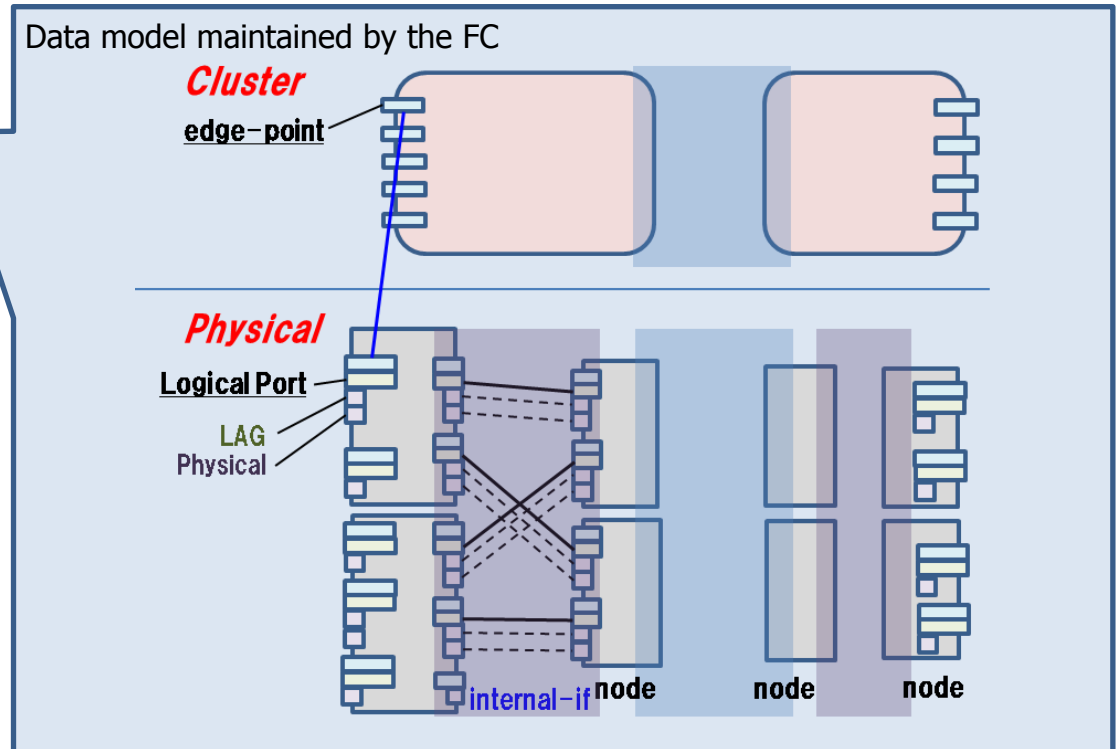 Data model maintained by the FC
Cluster
edge-point
Physical
Logical Port
LAG
Physical
internal-if
node
node
node